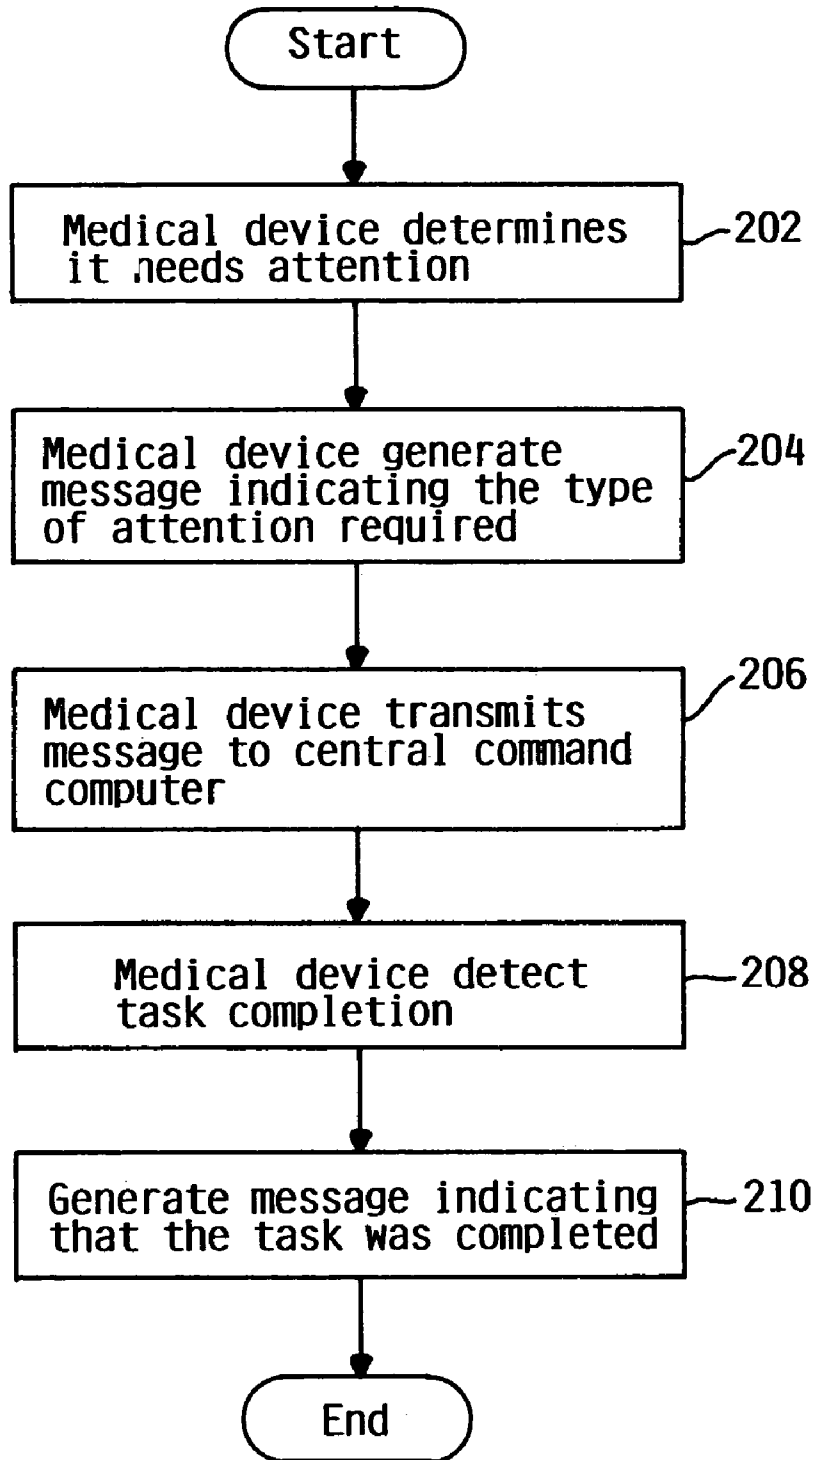 Start
Medical device determines
it needs attention
202
Medical device generate
message indicating the type
of attention required
204
Medical device transmits
message to central command
computer
206
Medical device detect
task completion
208
Generate message indicating
that the task was completed
210
End